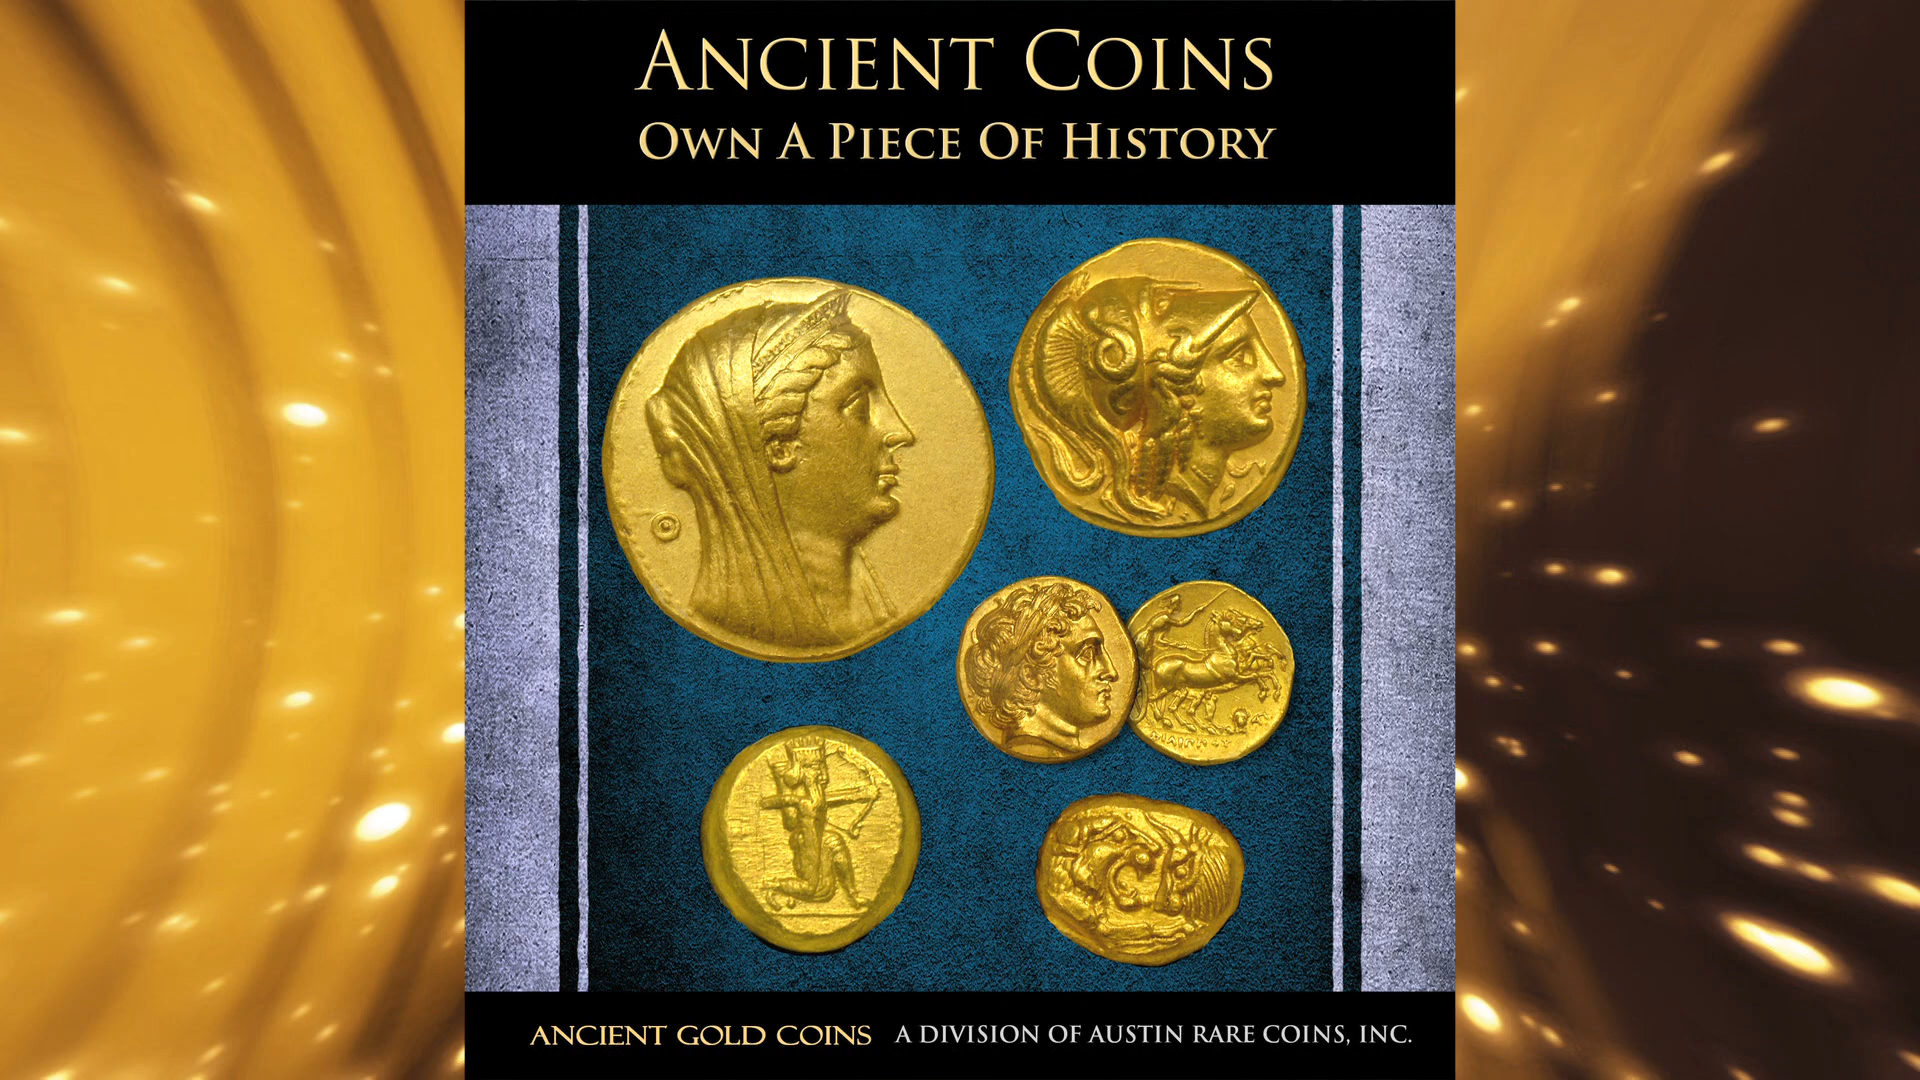 ANCIENT COINS
OWN A PIECE OF HISTORY
ANCIENT GOLD COINS A DIVISION OF AUSTIN RARE COINS, INC.